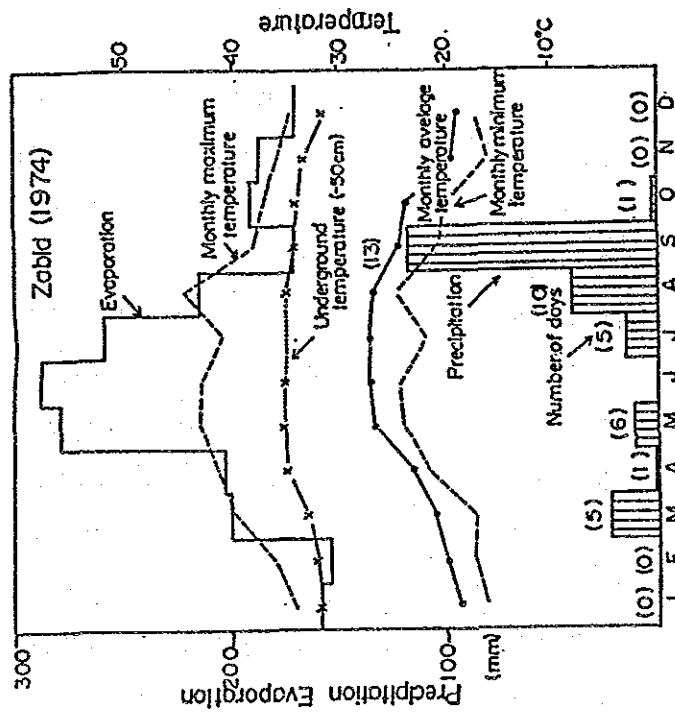 Zabid (1974)
Precipitation Evaporation
300
200
100
(mm)
Temperature
50
40
30
20
10°C
Evaporation
Monthly maximum
temperature
Underground
temperature (-50cm)
Monthly avelage
temperature
Monthly minimum
temperature
Precipitation
Number of days
(0) (0) (5) (1) (6) (5) (10) (13) (1) (0) (0)
J F M A M J J A S O N D